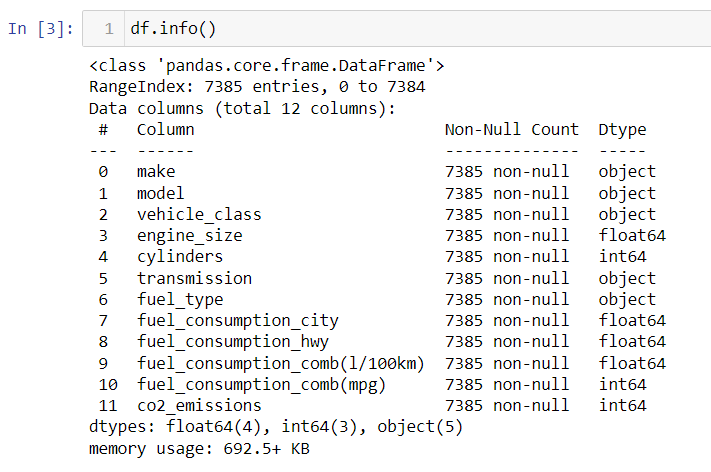 In [3]: 1 df.info()
<class 'pandas.core.frame.DataFrame'>
RangeIndex: 7385 entries, 0 to 7384
Data columns (total 12 columns):
 #   Column                        Non-Null Count  Dtype
---  ------                        --------------  -----
 0   make                          7385 non-null   object
 1   model                         7385 non-null   object
 2   vehicle_class                 7385 non-null   object
 3   engine_size                   7385 non-null   float64
 4   cylinders                     7385 non-null   int64
 5   transmission                  7385 non-null   object
 6   fuel_type                     7385 non-null   object
 7   fuel_consumption_city         7385 non-null   float64
 8   fuel_consumption_hwy          7385 non-null   float64
 9   fuel_consumption_comb(l/100km)  7385 non-null   float64
 10  fuel_consumption_comb(mpg)    7385 non-null   int64
 11  co2_emissions                 7385 non-null   int64
dtypes: float64(4), int64(3), object(5)
memory usage: 692.5+ KB